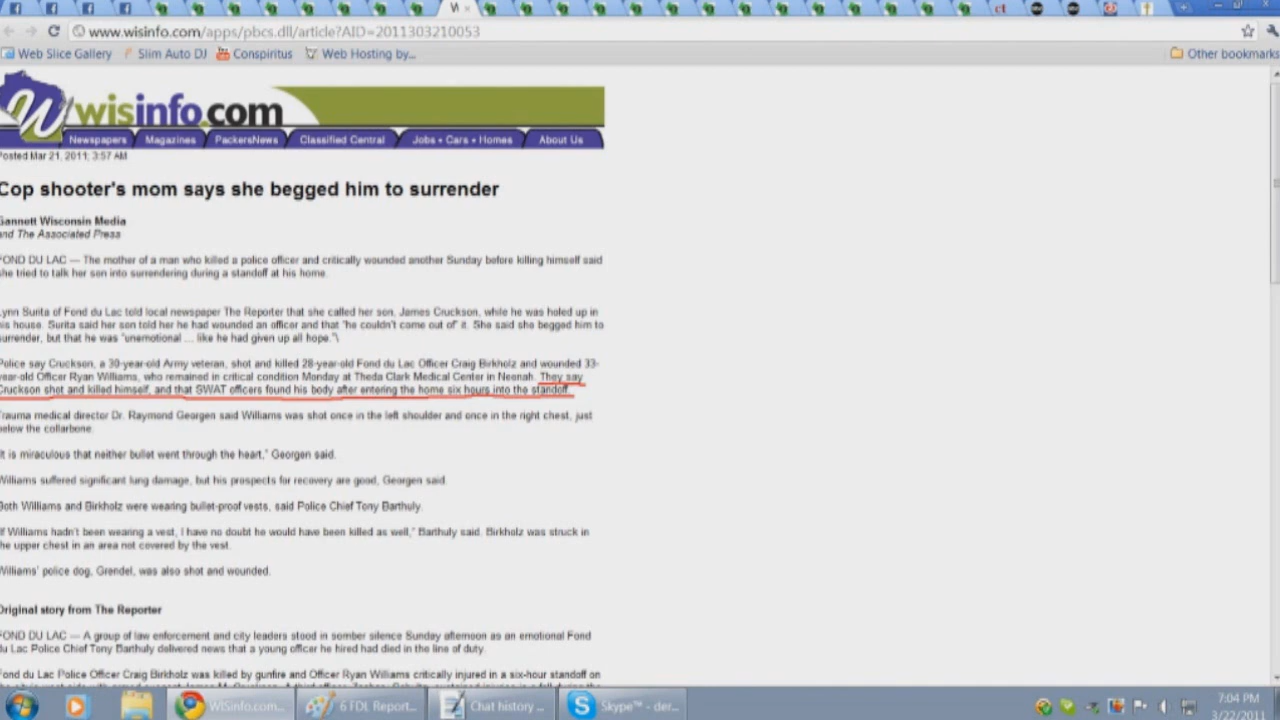 www.wisinfo.com/apps/pbcs.dll/article?AID=2011303210053
Web Slice Gallery Slim Auto DJ Conspiritus Web Hosting by... Other bookmarks
W wisinfo.com
Newspapers Magazines PackersNews Classified Central Jobs • Cars • Homes About Us
Posted Mar 21, 2011, 3:57 AM
Cop shooter's mom says she begged him to surrender
Gannett Wisconsin Media
and The Associated Press
FOND DU LAC — The mother of a man who killed a police officer and critically wounded another Sunday before killing himself said
she tried to talk her son into surrendering during a standoff at his home.
Lynn Surita of Fond du Lac told local newspaper The Reporter that she called her son, James Cruckson, while he was holed up in
his house. Surita said her son told her he had wounded an officer and that "he couldn't come out of" it. She said she begged him to
surrender, but that he was "unemotional ... like he had given up all hope."\
Police say Cruckson, a 30-year-old Army veteran, shot and killed 28-year-old Fond du Lac Officer Craig Birkholz and wounded 33-
year-old Officer Ryan Williams, who remained in critical condition Monday at Theda Clark Medical Center in Neenah. They say
Cruckson shot and killed himself, and that SWAT officers found his body after entering the home six hours into the standoff.
Trauma medical director Dr. Raymond Georgen said Williams was shot once in the left shoulder and once in the right chest, just
below the collarbone.
"It is miraculous that neither bullet went through the heart," Georgen said.
Williams suffered significant lung damage, but his prospects for recovery are good, Georgen said.
Both Williams and Birkholz were wearing bullet-proof vests, said Police Chief Tony Barthuly.
"If Williams hadn't been wearing a vest, I have no doubt he would have been killed as well," Barthuly said. Birkholz was struck in
the upper chest in an area not covered by the vest.
Williams' police dog, Grendel, was also shot and wounded.
Original story from The Reporter
FOND DU LAC — A group of law enforcement and city leaders stood in somber silence Sunday afternoon as an emotional Fond
du Lac Police Chief Tony Barthuly delivered news that a young officer he hired had died in the line of duty.
Fond du Lac Police Officer Craig Birkholz was killed by gunfire and Officer Ryan Williams critically injured in a six-hour standoff on
WISinfo.com... 6 FDL Report... Chat history ... Skype™ - der... 7:04 PM
3/22/2011